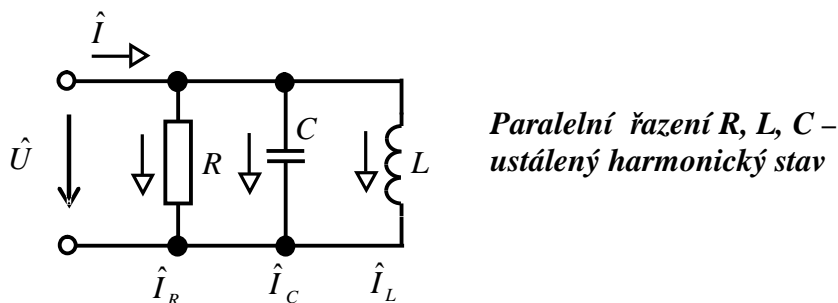 Î
Û
R
C
L
Paralelní řazení R, L, C –
ustálený harmonický stav
Î_R
Î_C
Î_L